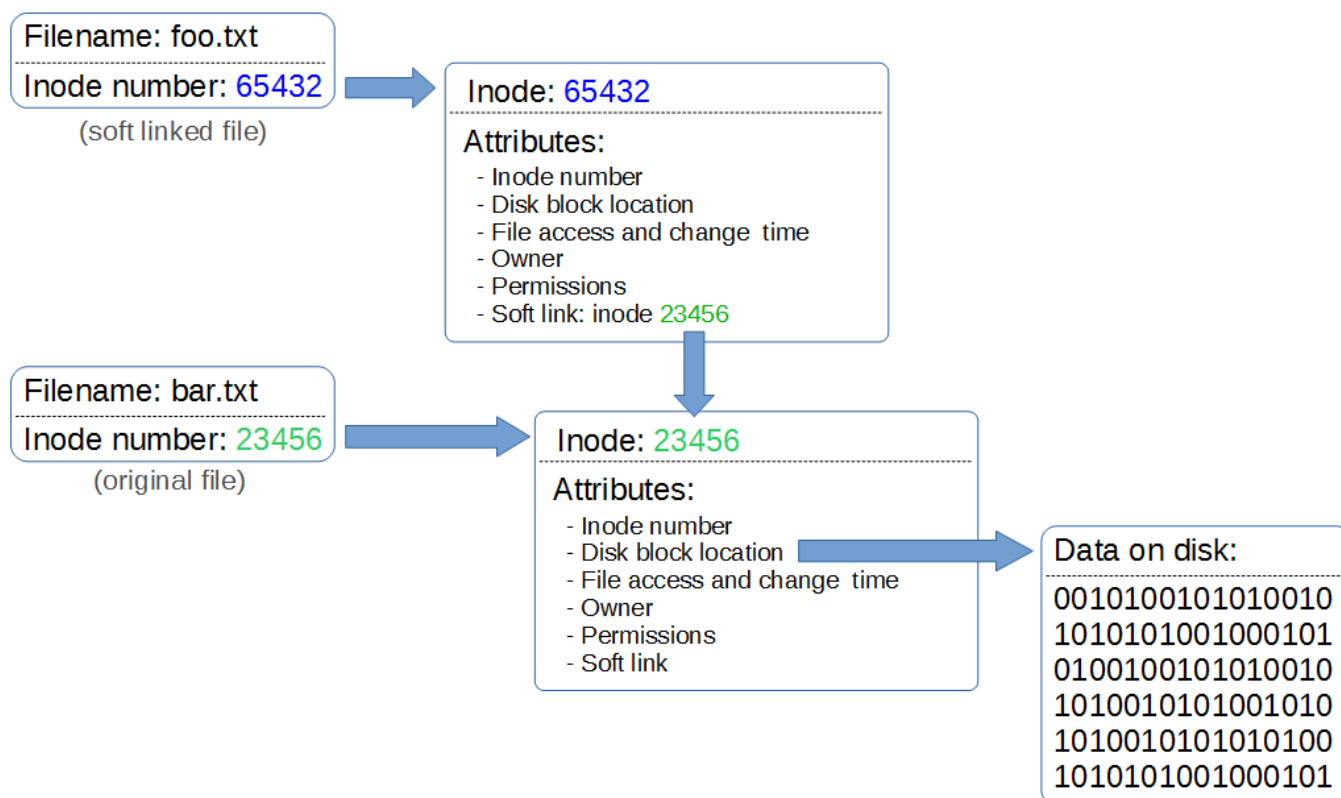 Filename: foo.txt
Inode number: 65432
(soft linked file)
Inode: 65432
Attributes:
- Inode number
- Disk block location
- File access and change time
- Owner
- Permissions
- Soft link: inode 23456
Filename: bar.txt
Inode number: 23456
(original file)
Inode: 23456
Attributes:
- Inode number
- Disk block location
- File access and change time
- Owner
- Permissions
- Soft link
Data on disk:
0010100101010010
1010101001000101
0100100101010010
1010010101001010
1010010101010100
1010101001000101